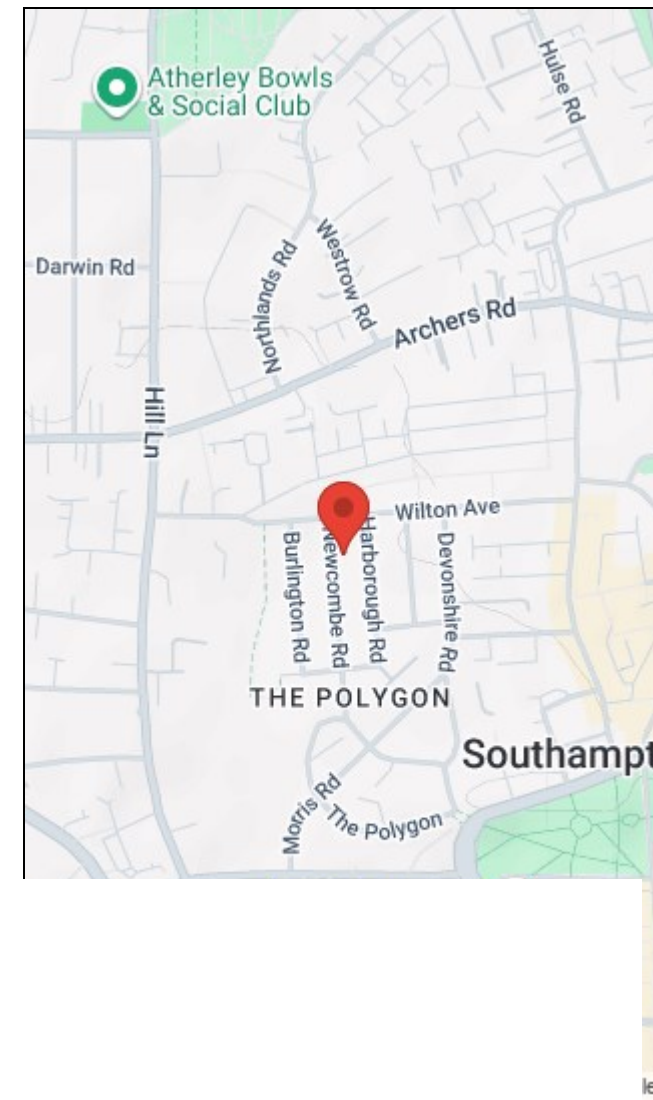 Atherley Bowls
& Social Club
Hulse Rd
Darwin Rd
Northlands Rd
Westrow Rd
Archers Rd
Hill Ln
Wilton Ave
Burlington Rd
Newcombe Rd
Harborough Rd
Devonshire Rd
THE POLYGON
Southampt
Morris Rd
The Polygon